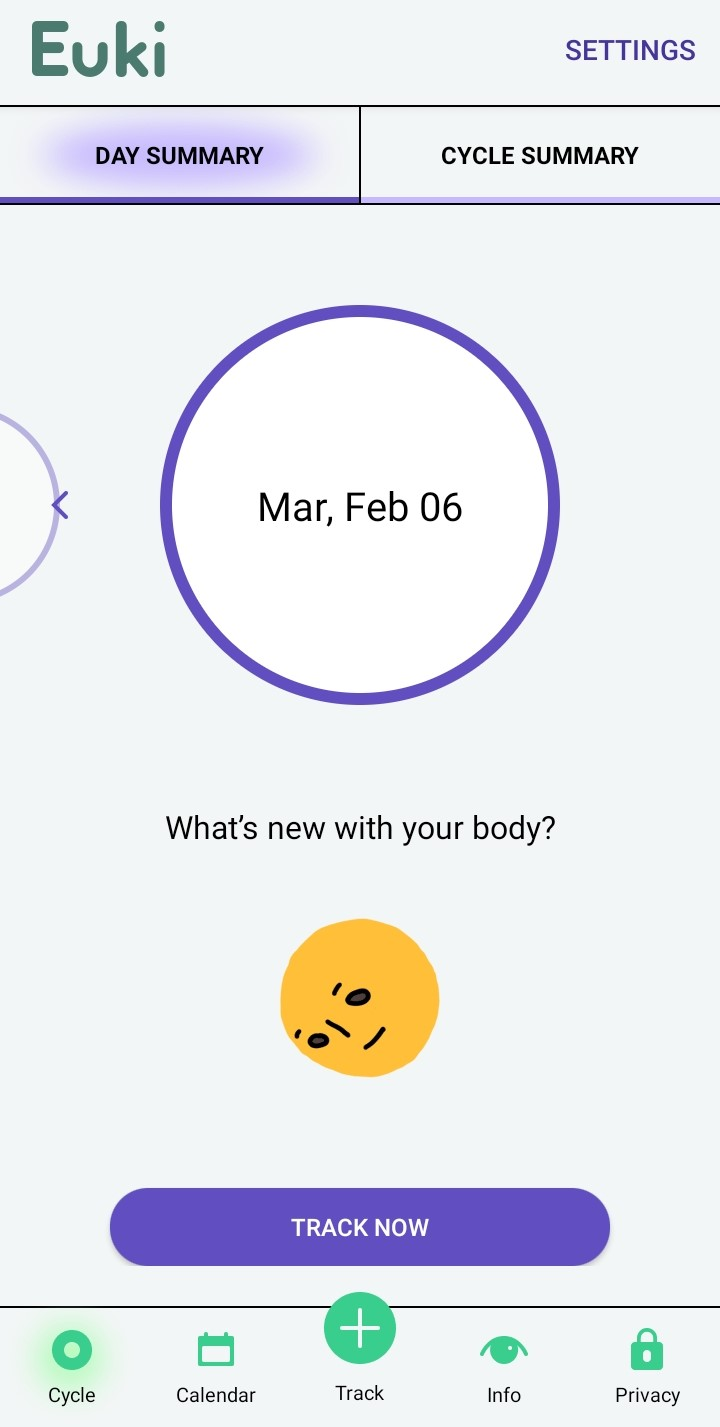 Euki
SETTINGS
DAY SUMMARY
CYCLE SUMMARY
Mar, Feb 06
What’s new with your body?
TRACK NOW
Cycle
Calendar
Track
Info
Privacy